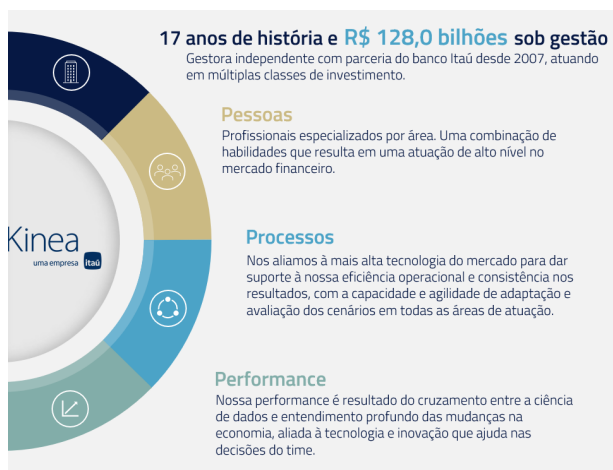 17 anos de história e R$ 128,0 bilhões sob gestão
Gestora independente com parceria do banco Itaú desde 2007, atuando
em múltiplas classes de investimento.
Pessoas
Profissionais especializados por área. Uma combinação de
habilidades que resulta em uma atuação de alto nível no
mercado financeiro.
Kinea
uma empresa itaú
Processos
Nos aliamos à mais alta tecnologia do mercado para dar
suporte à nossa eficiência operacional e consistência nos
resultados, com a capacidade e agilidade de adaptação e
avaliação dos cenários em todas as áreas de atuação.
Performance
Nossa performance é resultado do cruzamento entre a ciência
de dados e entendimento profundo das mudanças na
economia, aliada à tecnologia e inovação que ajuda nas
decisões do time.